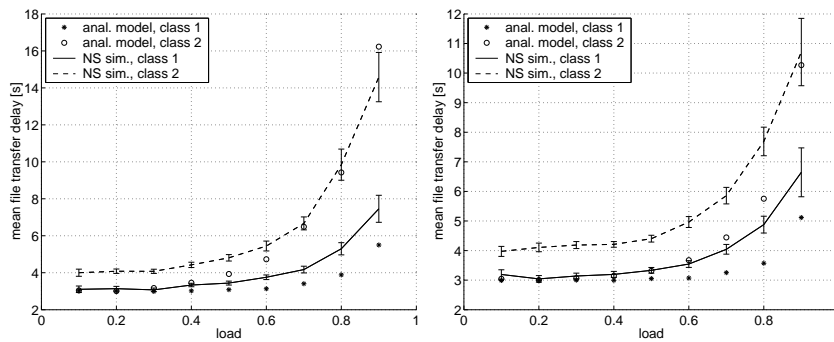 18
16
14
12
10
8
6
4
2
mean file transfer delay [s]
anal. model, class 1
anal. model, class 2
NS sim., class 1
NS sim., class 2
0
0.2
0.4
0.6
0.8
1
load
12
11
10
9
8
7
6
5
4
3
2
mean file transfer delay [s]
anal. model, class 1
anal. model, class 2
NS sim., class 1
NS sim., class 2
0
0.2
0.4
0.6
0.8
load